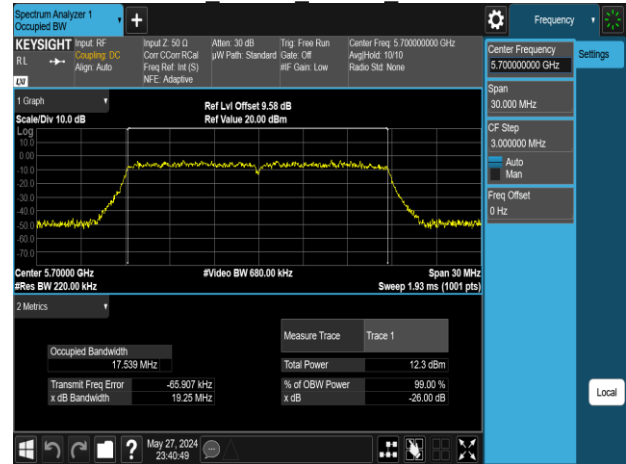 Spectrum Analyzer 1
Occupied BW
Frequency
KEYSIGHT
R L
Input: RF
Coupling: DC
Align: Auto
Input Z: 50 Ω
Corr CCorr RCal
Freq Ref: Int (S)
NFE: Adaptive
Atten: 30 dB
µW Path: Standard
Trig: Free Run
Gate: Off
#IF Gain: Low
Center Freq: 5.700000000 GHz
Avg|Hold: 10/10
Radio Std: None
LXI
1 Graph
Scale/Div 10.0 dB
Ref Lvl Offset 9.58 dB
Ref Value 20.00 dBm
Log
10.0
0.00
-10.0
-20.0
-30.0
-40.0
-50.0
-60.0
-70.0
Center 5.70000 GHz
#Video BW 680.00 kHz
Span 30 MHz
#Res BW 220.00 kHz
Sweep 1.93 ms (1001 pts)
2 Metrics
Measure Trace Trace 1
Occupied Bandwidth
17.539 MHz
Total Power 12.3 dBm
Transmit Freq Error -65.907 kHz
% of OBW Power 99.00 %
x dB Bandwidth 19.25 MHz
x dB -26.00 dB
May 27, 2024
23:40:49
Center Frequency
5.700000000 GHz
Settings
Span
30.000 MHz
CF Step
3.000000 MHz
Auto
Man
Freq Offset
0 Hz
Local